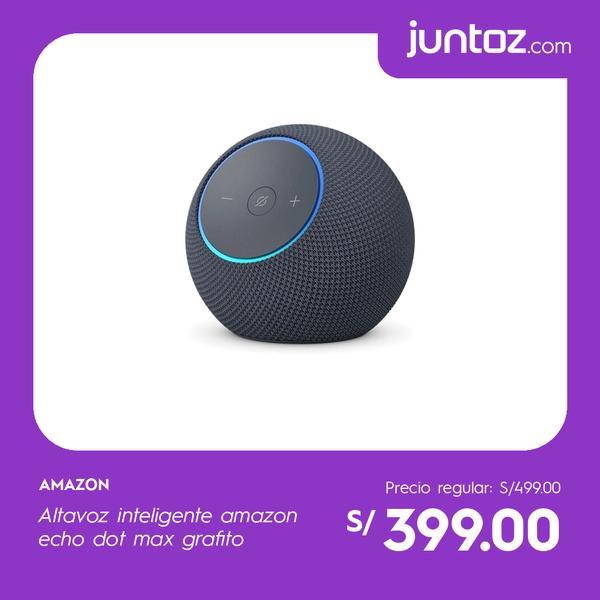 juntoz.com
AMAZON
Altavoz inteligente amazon
echo dot max grafito
Precio regular: S/499.00
S/ 399.00